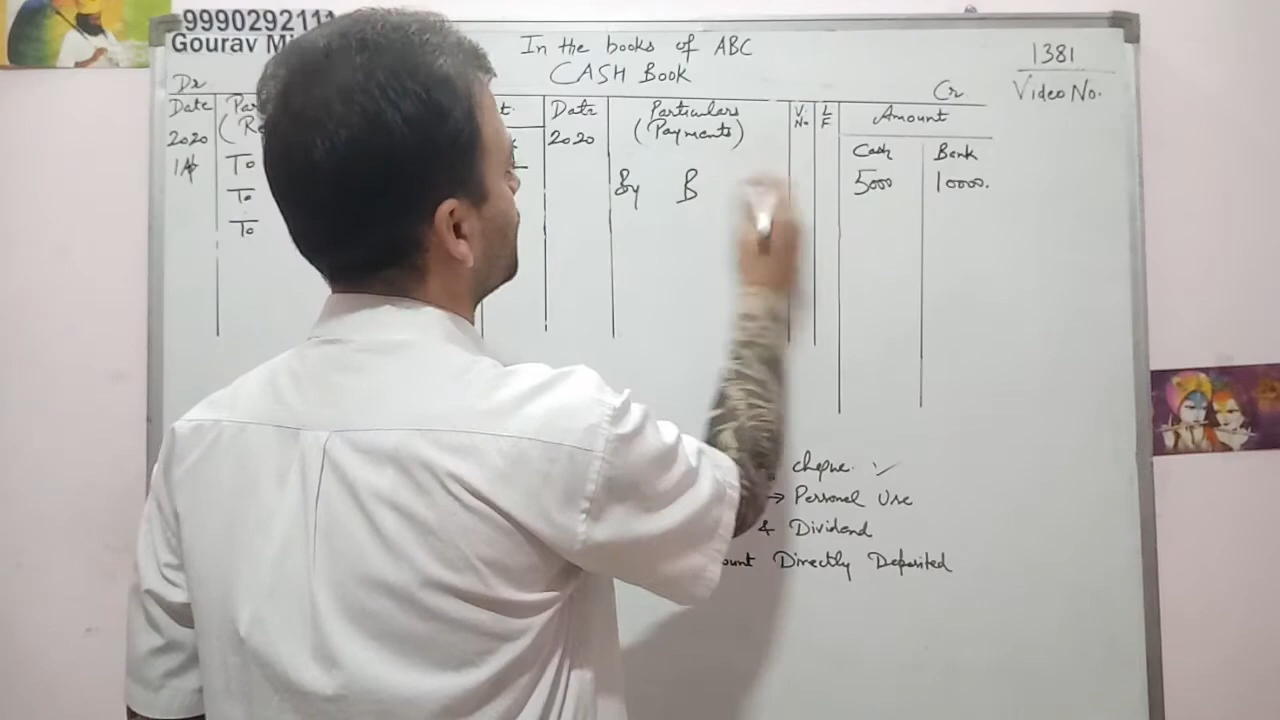 9990292111
Gourav Mi
In the books of ABC
CASH Book
1381
Video No.
Dr
Cr
Date
Par
t.
Date
Particulars
V.
No
L
F
Amount
2020
(Re
2020
(Payments)
Cash
Bank
To
By B
5000
10000.
To
To
cheque.
→ Personal Use
& Dividend
ount Directly Deposited